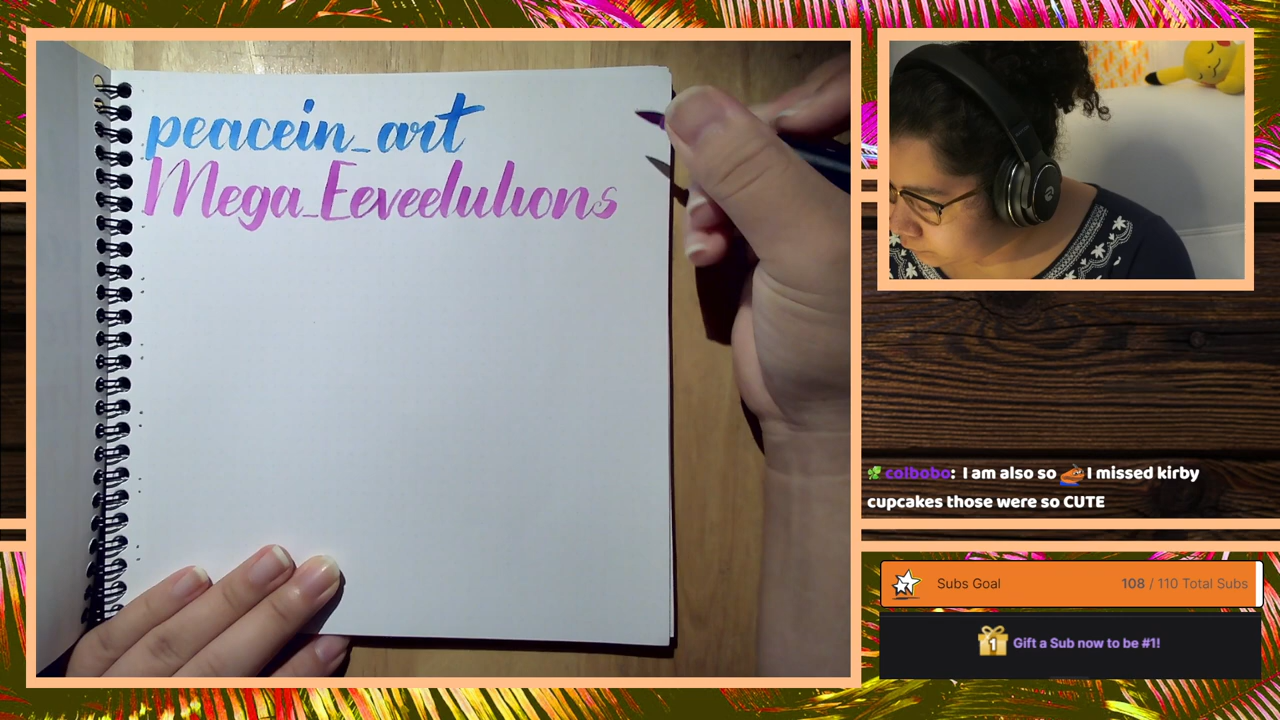 peacein_art
Mega_Eeveelutions
colbobo: I am also so I missed kirby
cupcakes those were so CUTE
Subs Goal
108 / 110 Total Subs
1
Gift a Sub now to be #1!